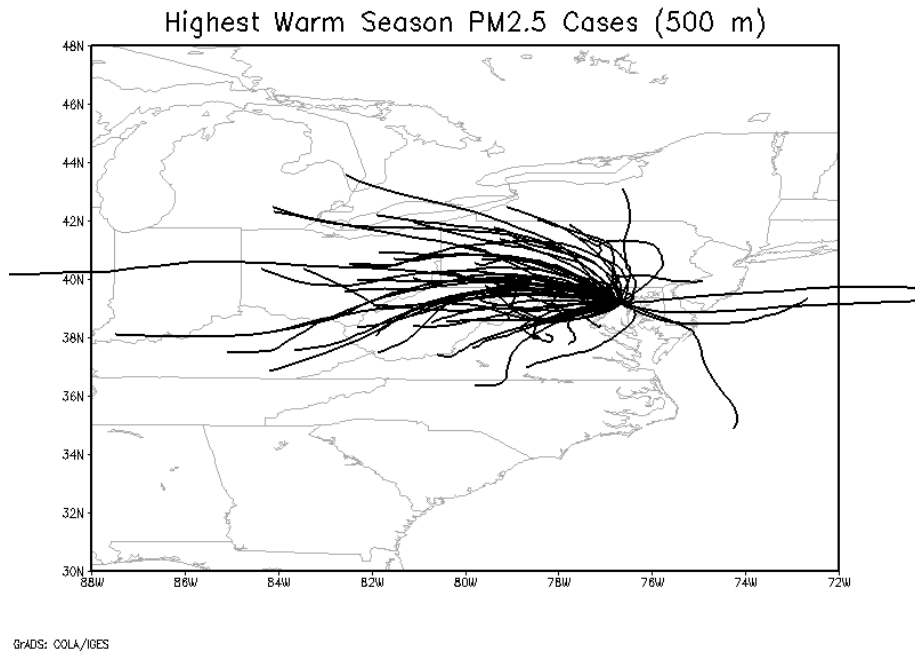 Highest Warm Season PM2.5 Cases (500 m)
48N
46N
44N
42N
40N
38N
36N
34N
32N
30N
88W 86W 84W 82W 80W 78W 76W 74W 72W
GrADS: COLA/IGES